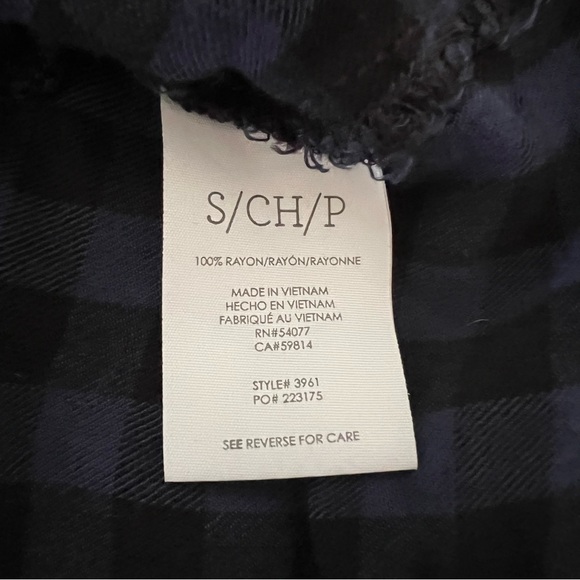 S/CH/P
100% RAYON/RAYÓN/RAYONNE
MADE IN VIETNAM
HECHO EN VIETNAM
FABRIQUÉ AU VIETNAM
RN#54077
CA#59814
STYLE# 3961
PO# 223175
SEE REVERSE FOR CARE